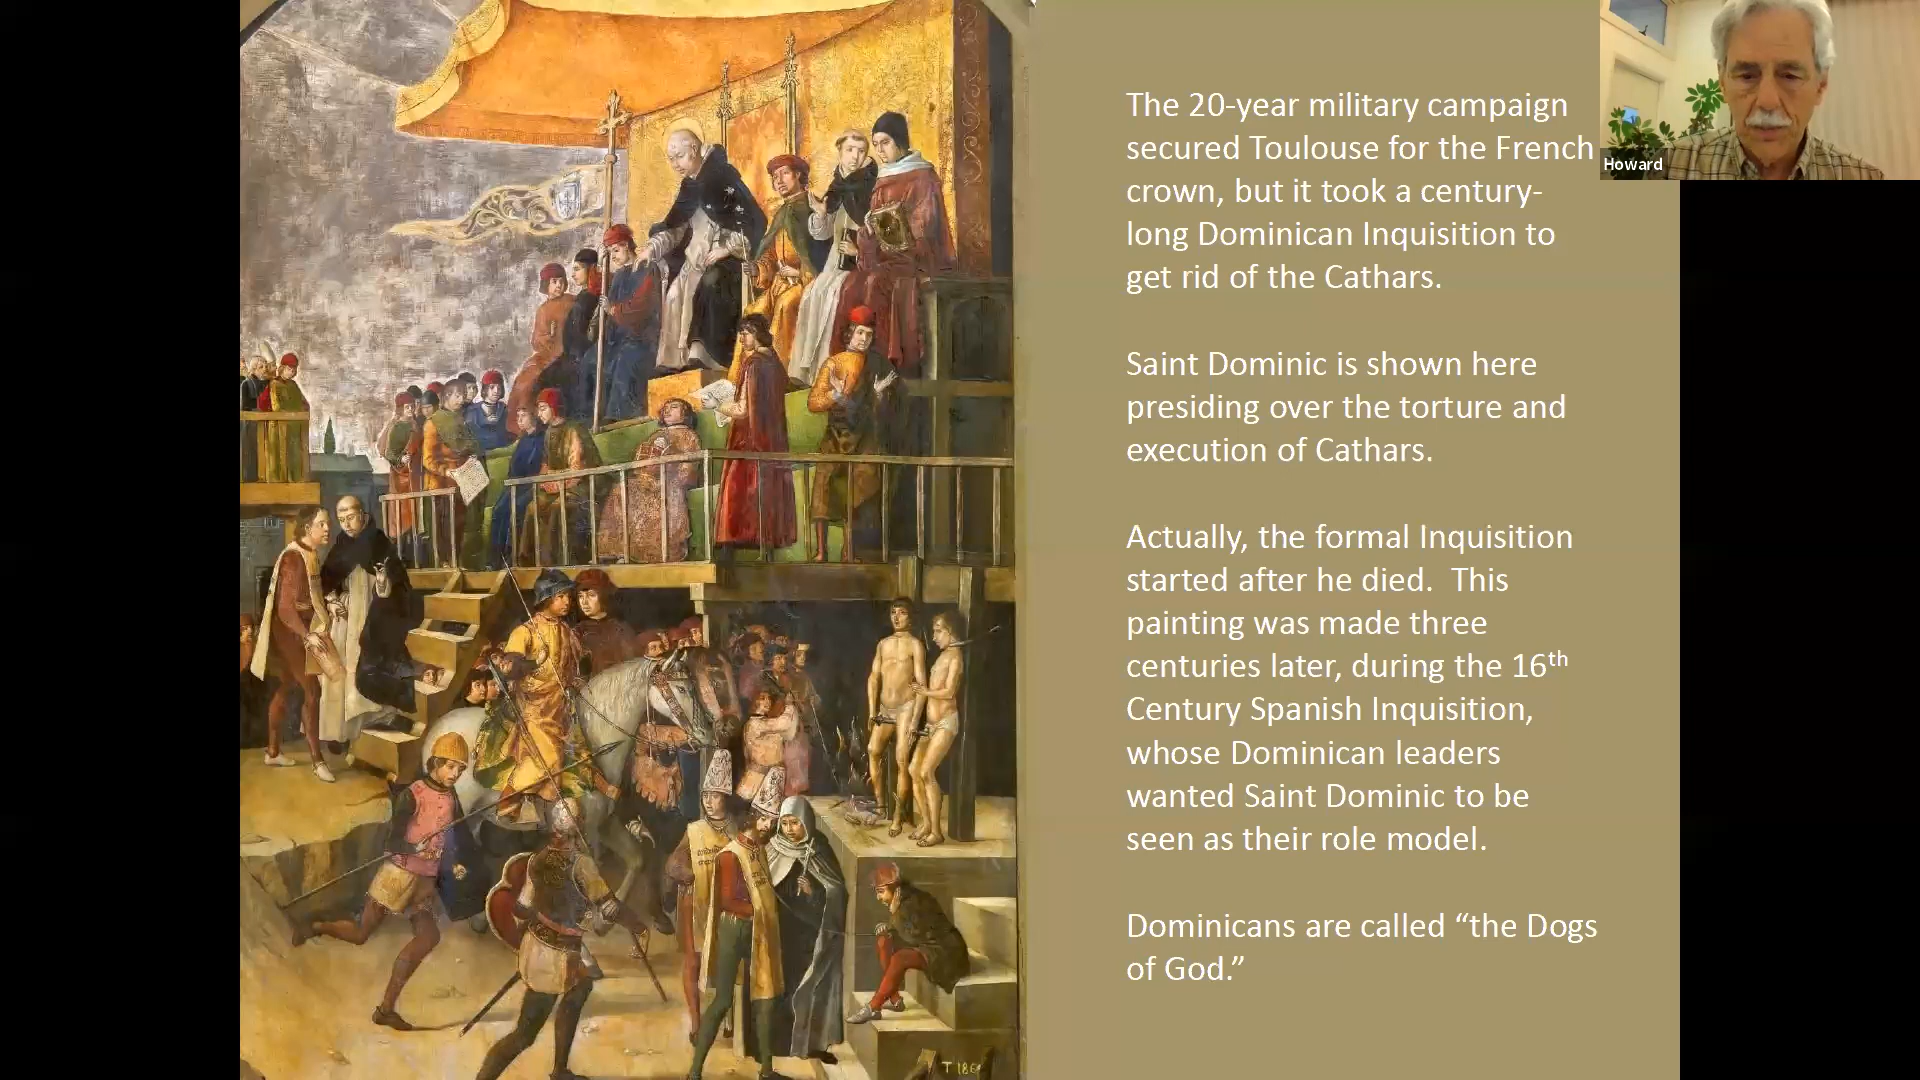 The 20-year military campaign
secured Toulouse for the French
crown, but it took a century-
long Dominican Inquisition to
get rid of the Cathars.
Saint Dominic is shown here
presiding over the torture and
execution of Cathars.
Actually, the formal Inquisition
started after he died.  This
painting was made three
centuries later, during the 16th
Century Spanish Inquisition,
whose Dominican leaders
wanted Saint Dominic to be
seen as their role model.
Dominicans are called “the Dogs
of God.”
Howard